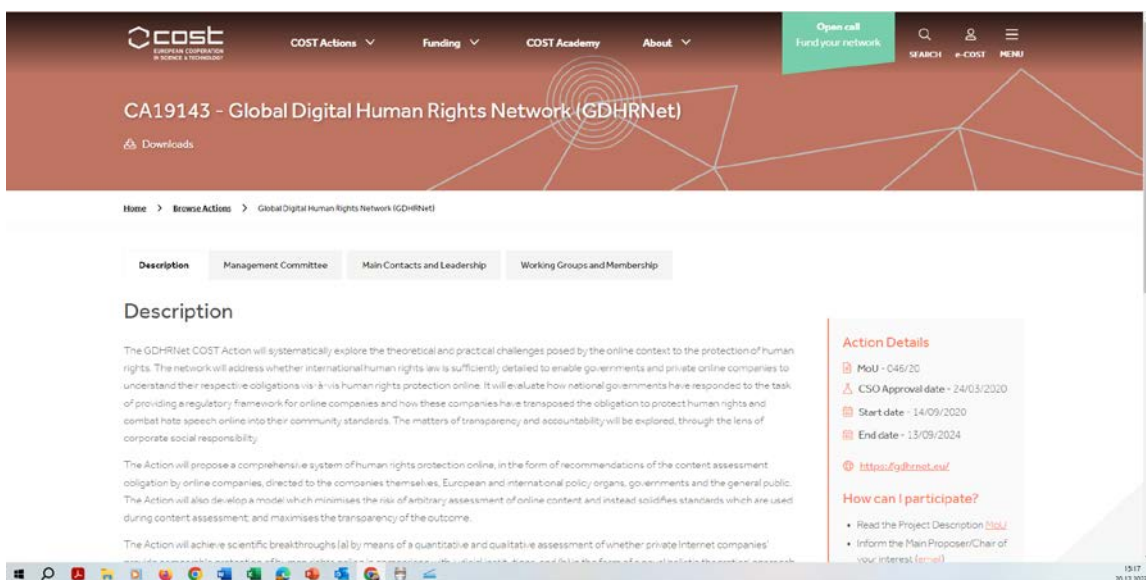 cost
EUROPEAN COOPERATION
IN SCIENCE & TECHNOLOGY
COST Actions
Funding
COST Academy
About
Open call
Fund your network
SEARCH
e-COST
MENU
CA19143 - Global Digital Human Rights Network (GDHRNet)
Downloads
Home > Browse Actions > Global Digital Human Rights Network (GDHRNet)
Description
Management Committee
Main Contacts and Leadership
Working Groups and Membership
Description
The GDHRNet COST Action will systematically explore the theoretical and practical challenges posed by the online context to the protection of human
rights. The network will address whether international human rights law is sufficiently detailed to enable governments and private online companies to
understand their respective obligations vis-à-vis human rights protection online. It will evaluate how national governments have responded to the task
of providing a regulatory framework for online companies and how these companies have transposed the obligation to protect human rights and
combat hate speech online into their community standards. The matters of transparency and accountability will be explored, through the lens of
corporate social responsibility.
The Action will propose a comprehensive system of human rights protection online, in the form of recommendations of the content assessment
obligation by online companies, directed to the companies themselves, European and international policy organs, governments and the general public.
The Action will also develop a model which minimises the risk of arbitrary assessment of online content and instead solidifies standards which are used
during content assessment; and maximises the transparency of the outcome.
The Action will achieve scientific breakthroughs (a) by means of a quantitative and qualitative assessment of whether private Internet companies'
Action Details
MoU - 046/20
CSO Approval date - 24/03/2020
Start date - 14/09/2020
End date - 13/09/2024
https://gdhrnet.eu/
How can I participate?
• Read the Project Description MoU
• Inform the Main Proposer/Chair of
your interest (email)
15:17